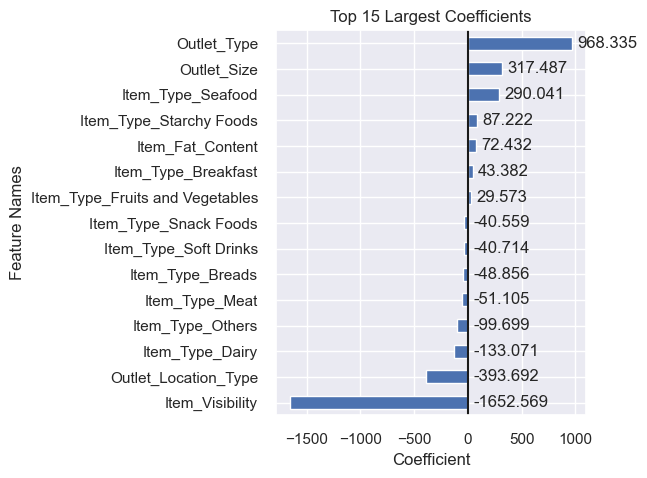 Top 15 Largest Coefficients
Outlet_Type 968.335
Outlet_Size 317.487
Item_Type_Seafood 290.041
Item_Type_Starchy Foods 87.222
Item_Fat_Content 72.432
Item_Type_Breakfast 43.382
Item_Type_Fruits and Vegetables 29.573
Item_Type_Snack Foods -40.559
Item_Type_Soft Drinks -40.714
Item_Type_Breads -48.856
Item_Type_Meat -51.105
Item_Type_Others -99.699
Item_Type_Dairy -133.071
Outlet_Location_Type -393.692
Item_Visibility -1652.569
Feature Names
−1500 −1000 −500 0 500 1000
Coefficient